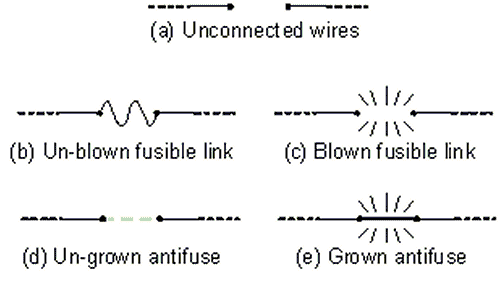 (a) Unconnected wires
(b) Un-blown fusible link
(c) Blown fusible link
(d) Un-grown antifuse
(e) Grown antifuse